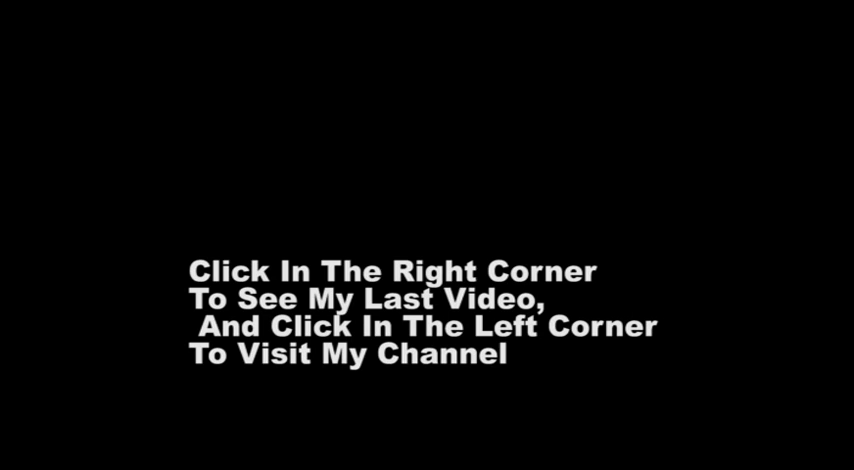 Click In The Right Corner
To See My Last Video,
And Click In The Left Corner
To Visit My Channel